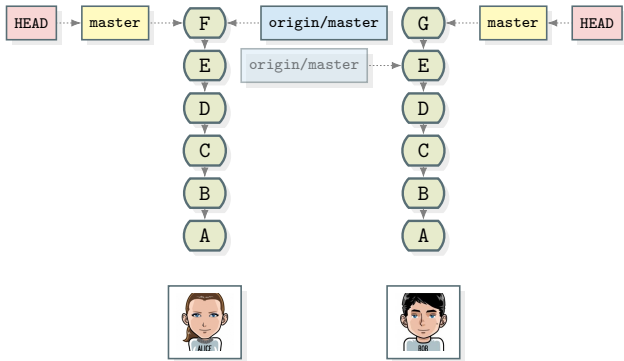 HEAD master F origin/master G master HEAD
E origin/master E
D D
C C
B B
A A
ALICE BOB